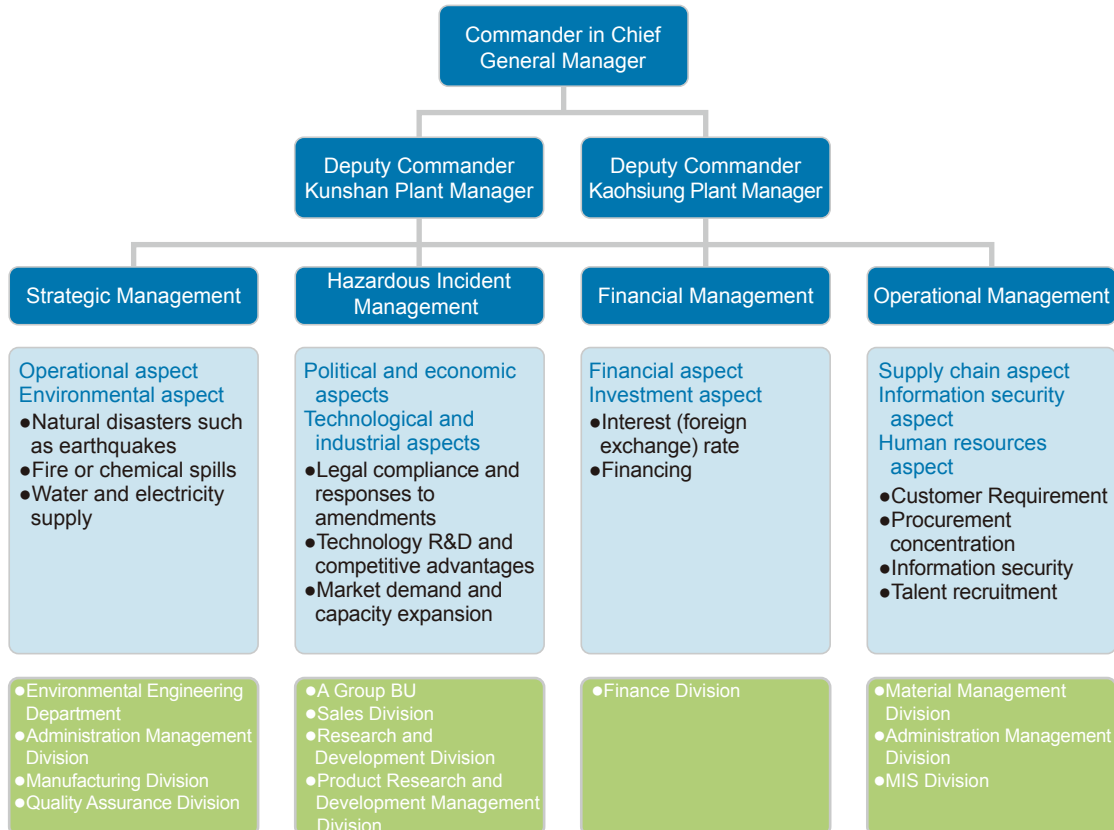 Commander in Chief
General Manager
Deputy Commander
Kunshan Plant Manager
Deputy Commander
Kaohsiung Plant Manager
Strategic Management
Hazardous Incident
Management
Financial Management
Operational Management
Operational aspect
Environmental aspect
●Natural disasters such
as earthquakes
●Fire or chemical spills
●Water and electricity
supply
Political and economic
aspects
Technological and
industrial aspects
●Legal compliance and
responses to
amendments
●Technology R&D and
competitive advantages
●Market demand and
capacity expansion
Financial aspect
Investment aspect
●Interest (foreign
exchange) rate
●Financing
Supply chain aspect
Information security
aspect
Human resources
aspect
●Customer Requirement
●Procurement
concentration
●Information security
●Talent recruitment
●Environmental Engineering
Department
●Administration Management
Division
●Manufacturing Division
●Quality Assurance Division
●A Group BU
●Sales Division
●Research and
Development Division
●Product Research and
Development Management
Division
●Finance Division
●Material Management
Division
●Administration Management
Division
●MIS Division